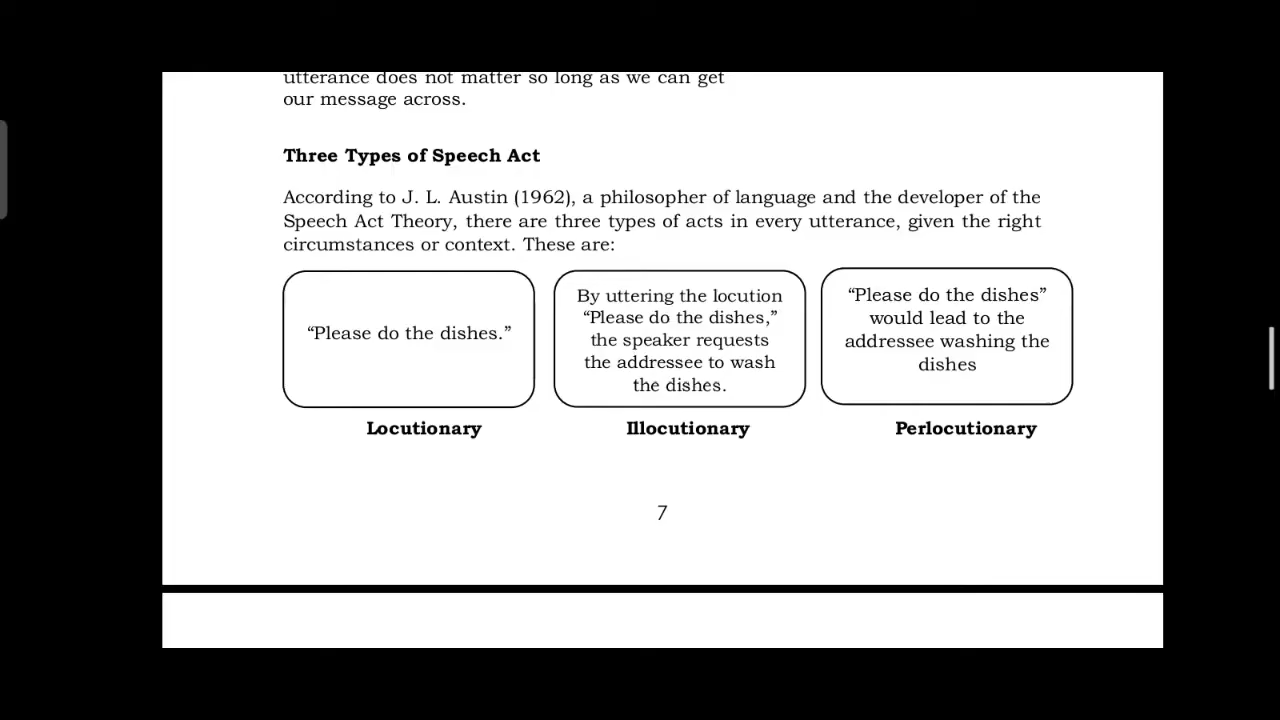 utterance does not matter so long as we can get
our message across.
Three Types of Speech Act
According to J. L. Austin (1962), a philosopher of language and the developer of the
Speech Act Theory, there are three types of acts in every utterance, given the right
circumstances or context. These are:
“Please do the dishes.”
By uttering the locution
“Please do the dishes,”
the speaker requests
the addressee to wash
the dishes.
“Please do the dishes”
would lead to the
addressee washing the
dishes
Locutionary
Illocutionary
Perlocutionary
7